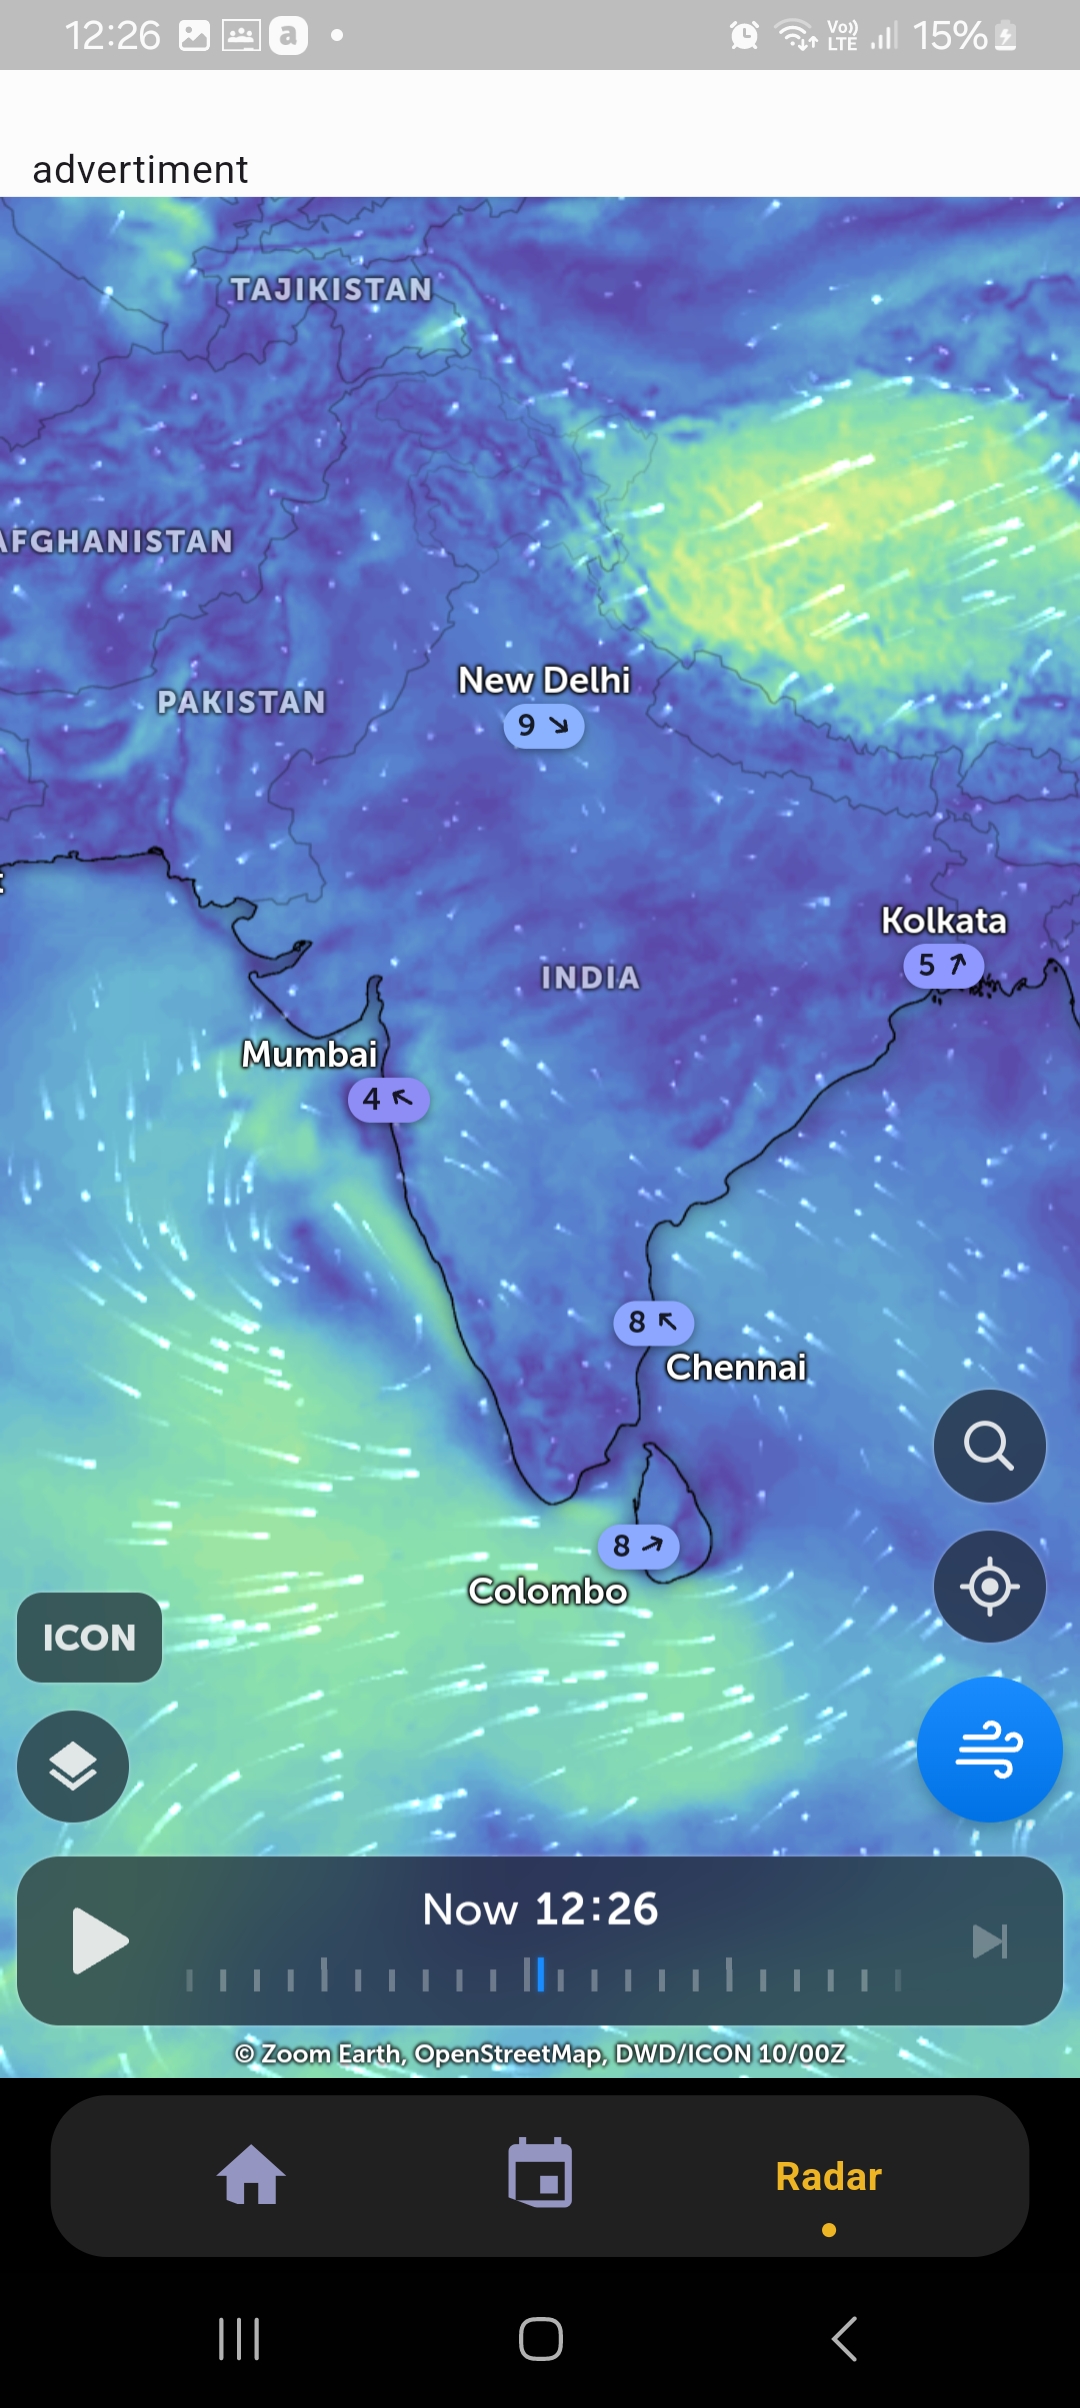 12:26
a
Vo)) LTE
15%
advertiment
TAJIKISTAN
AFGHANISTAN
New Delhi
PAKISTAN
9
Kolkata
5
INDIA
Mumbai
4
8
Chennai
8
Colombo
ICON
Now 12:26
© Zoom Earth, OpenStreetMap, DWD/ICON 10/00Z
Radar